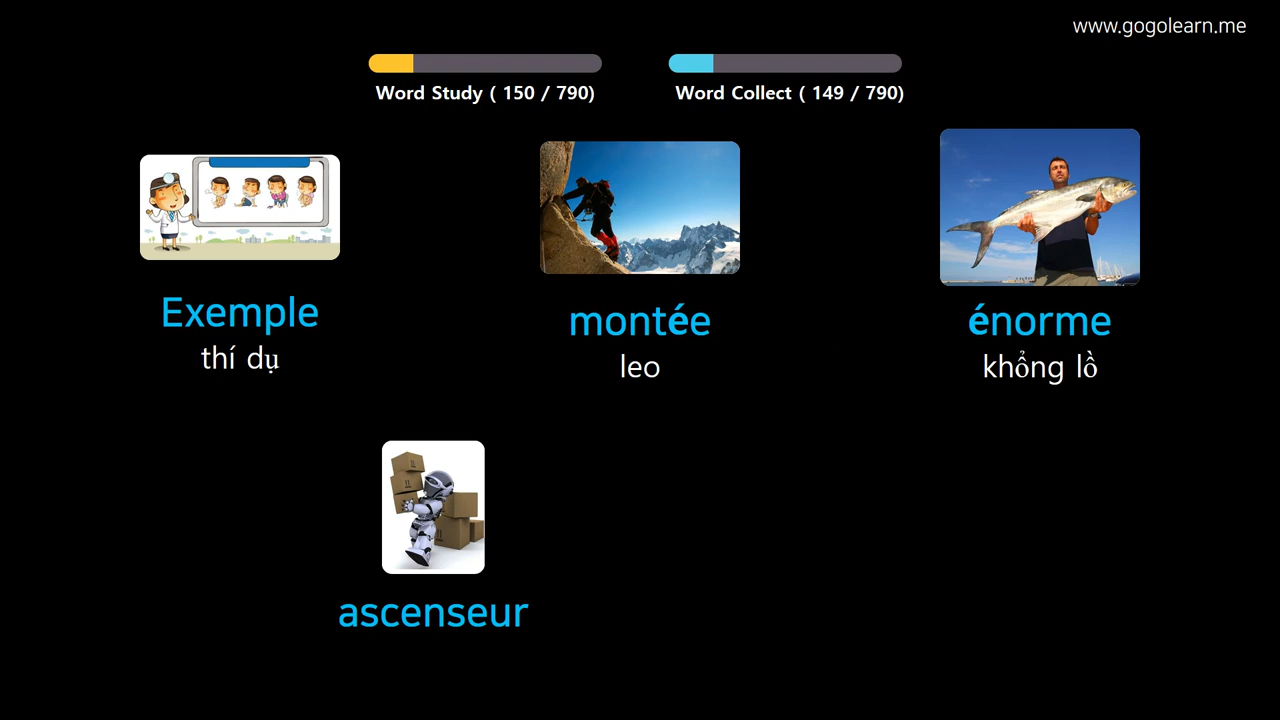 www.gogolearn.me
Word Study ( 150 / 790)
Word Collect ( 149 / 790)
Exemple
thí dụ
montée
leo
énorme
khổng lồ
ascenseur